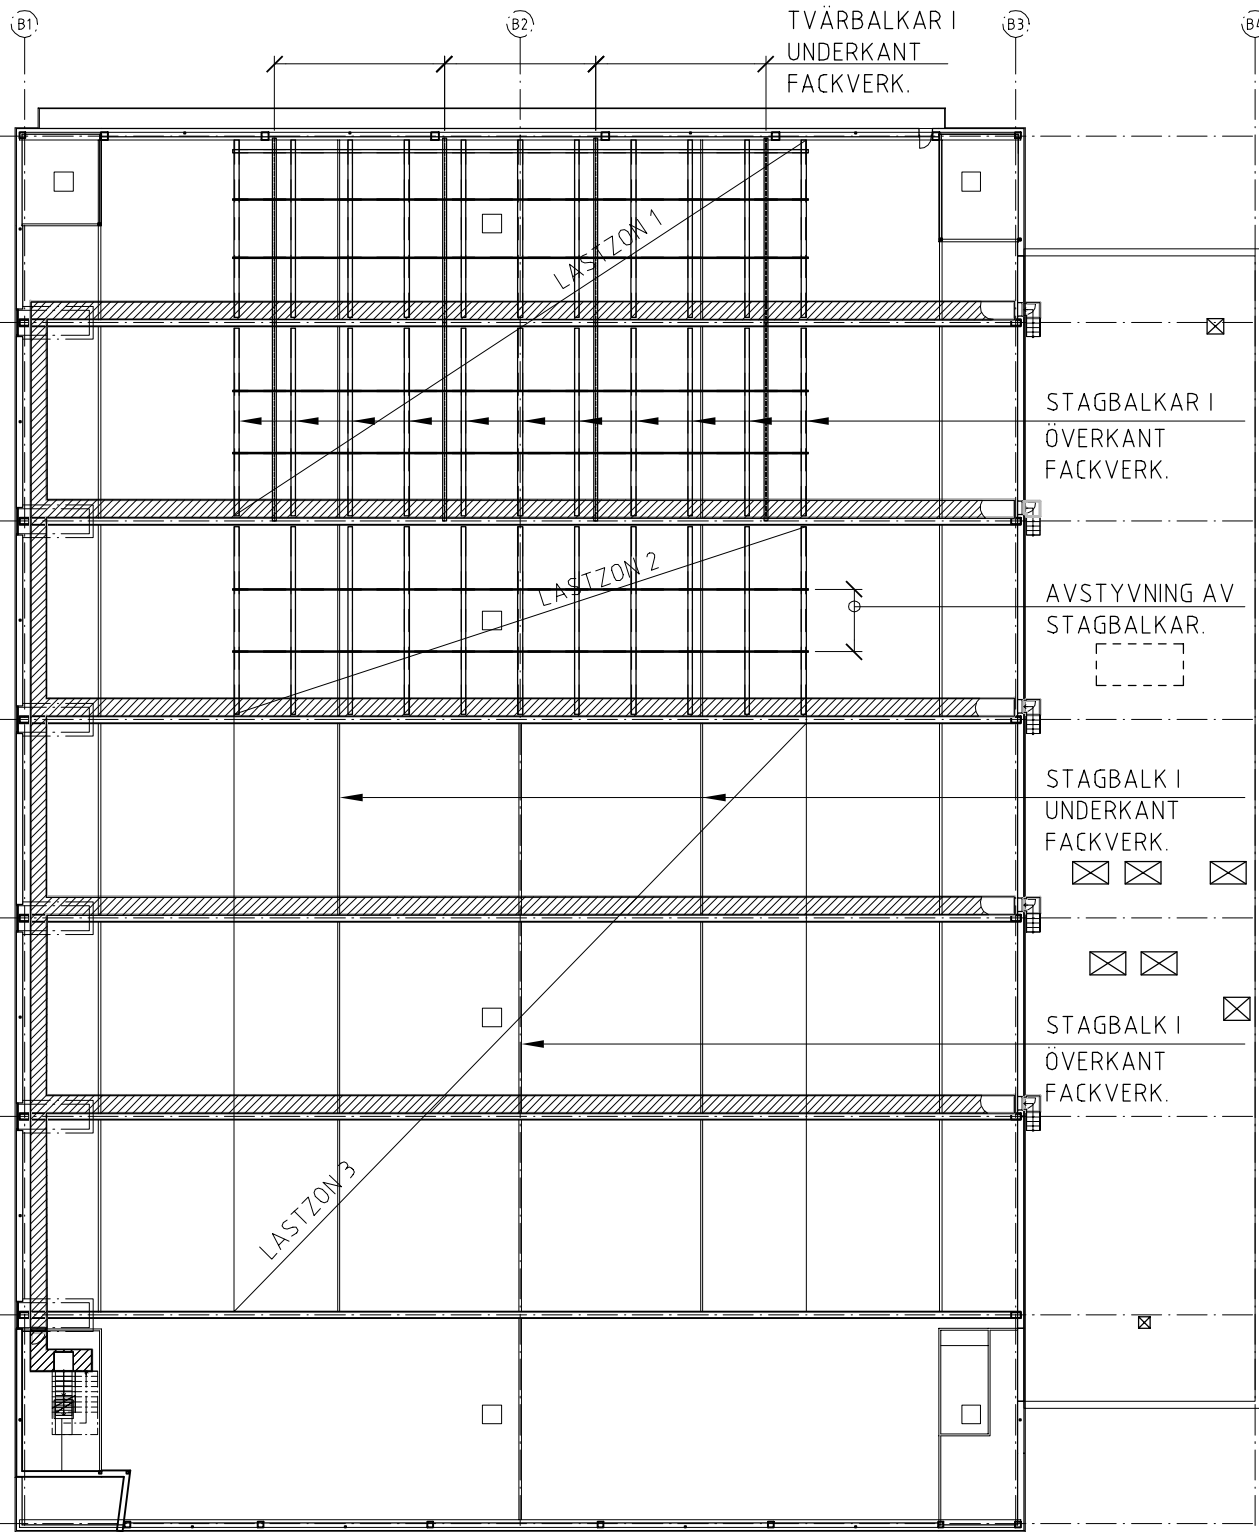 B1
B2
B3
TVÄRBALKAR I
UNDERKANT
FACKVERK.
LASTZON 1
STAGBALKAR I
ÖVERKANT
FACKVERK.
LASTZON 2
AVSTYVNING AV
STAGBALKAR.
STAGBALK I
UNDERKANT
FACKVERK.
STAGBALK I
ÖVERKANT
FACKVERK.
LASTZON 3